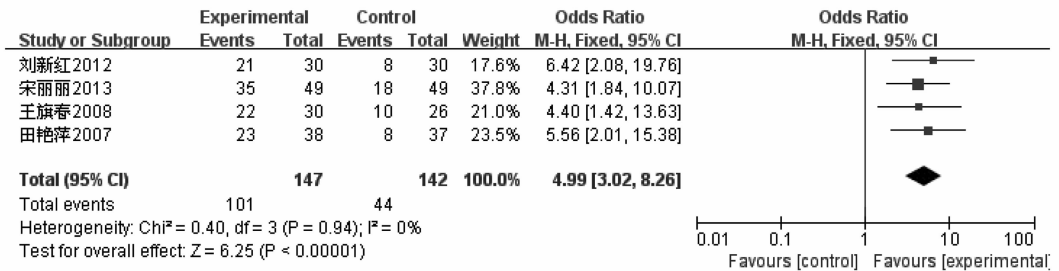 Experimental Control Odds Ratio Odds Ratio
Study or Subgroup Events Total Events Total Weight M-H, Fixed, 95% CI M-H, Fixed, 95% CI
刘新红2012 21 30 8 30 17.6% 6.42 [2.08, 19.76]
宋丽丽2013 35 49 18 49 37.8% 4.31 [1.84, 10.07]
王旗春2008 22 30 10 26 21.0% 4.40 [1.42, 13.63]
田艳萍2007 23 38 8 37 23.5% 5.56 [2.01, 15.38]
Total (95% CI) 147 142 100.0% 4.99 [3.02, 8.26]
Total events 101 44
Heterogeneity: Chi² = 0.40, df = 3 (P = 0.94); I² = 0%
Test for overall effect: Z = 6.25 (P < 0.00001)
0.01 0.1 1 10 100
Favours [control] Favours [experimental]